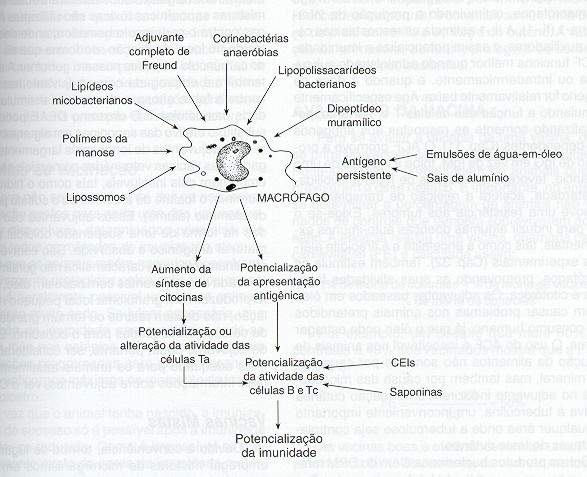 Adjuvante
completo de
Freund
Corinebactérias
anaeróbias
Lipopolissacarídeos
bacterianos
Dipeptídeo
muramílico
Lipídeos
micobacterianos
Polímeros da
manose
Lipossomos
Antígeno
persistente
Emulsões de água-em-óleo
Sais de alumínio
MACRÓFAGO
Aumento da
síntese de
citocinas
Potencialização
da apresentação
antigênica
Potencialização ou
alteração da atividade das
células Ta
Potencialização
da atividade das
células B e Tc
CEIs
Saponinas
Potencialização
da imunidade